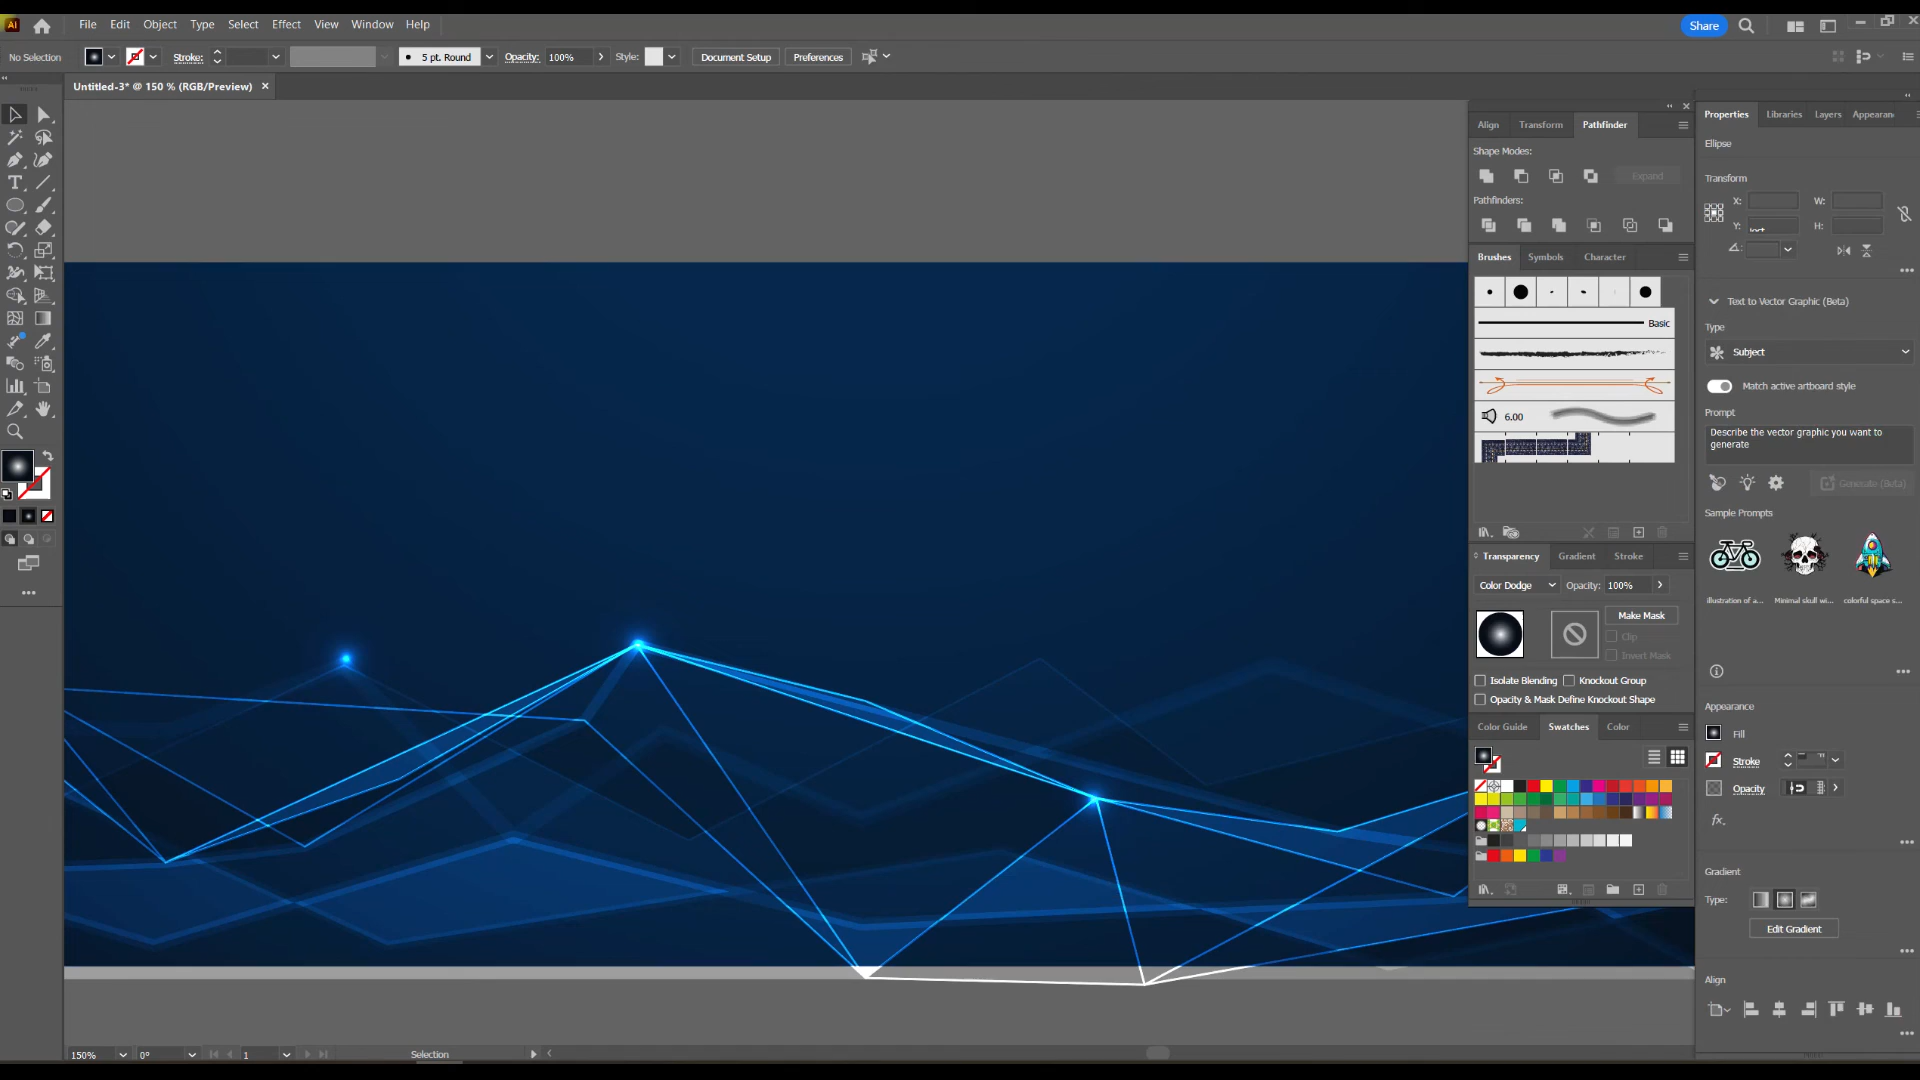 Ai
File Edit Object Type Select Effect View Window Help
Share
No Selection
Stroke:
5 pt. Round
Opacity: 100%
Style:
Document Setup
Preferences
Untitled-3* @ 150 % (RGB/Preview)
Align Transform Pathfinder
Shape Modes:
Expand
Pathfinders:
Brushes Symbols Character
Basic
6.00
Transparency Gradient Stroke
Color Dodge
Opacity: 100%
Make Mask
Clip
Invert Mask
Isolate Blending
Knockout Group
Opacity & Mask Define Knockout Shape
Color Guide Swatches Color
Properties Libraries Layers Appearan
Ellipse
Transform
X: W:
Y: H:
Text to Vector Graphic (Beta)
Type
Subject
Match active artboard style
Prompt
Describe the vector graphic you want to
generate
Generate (Beta)
Sample Prompts
illustration of a... Minimal skull wi... colorful space s...
Appearance
Fill
Stroke
Opacity
fx.
Gradient
Type:
Edit Gradient
Align
150% 0° 1 Selection